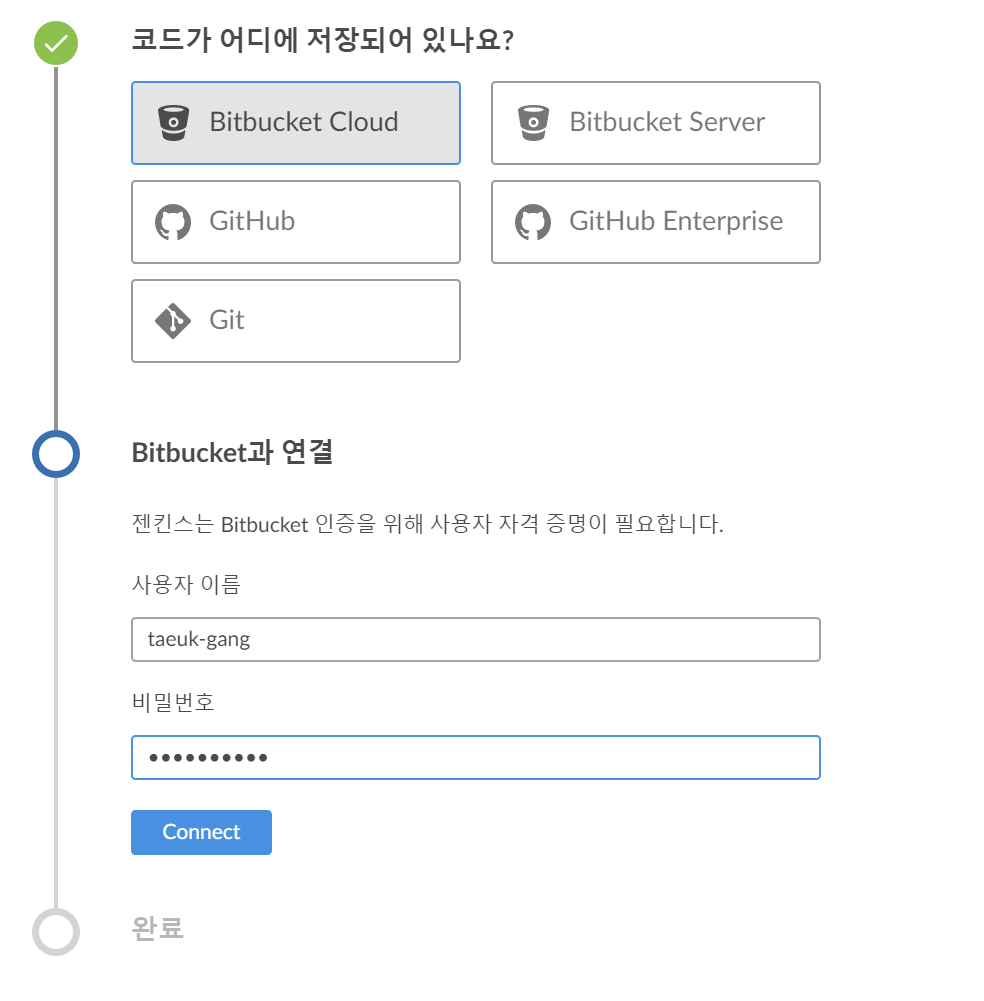 코드가 어디에 저장되어 있나요?
Bitbucket Cloud
Bitbucket Server
GitHub
GitHub Enterprise
Git
Bitbucket과 연결
젠킨스는 Bitbucket 인증을 위해 사용자 자격 증명이 필요합니다.
사용자 이름
taeuk-gang
비밀번호
••••••••••
Connect
완료